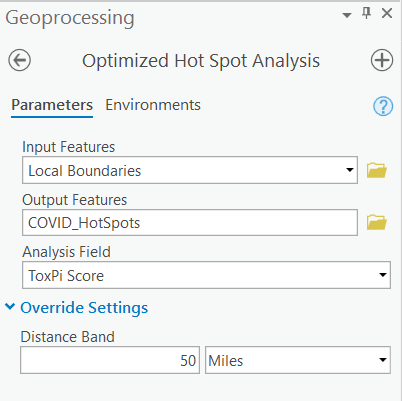 Geoprocessing
Optimized Hot Spot Analysis
Parameters Environments
Input Features
Local Boundaries
Output Features
COVID_HotSpots
Analysis Field
ToxPi Score
Override Settings
Distance Band
50 Miles